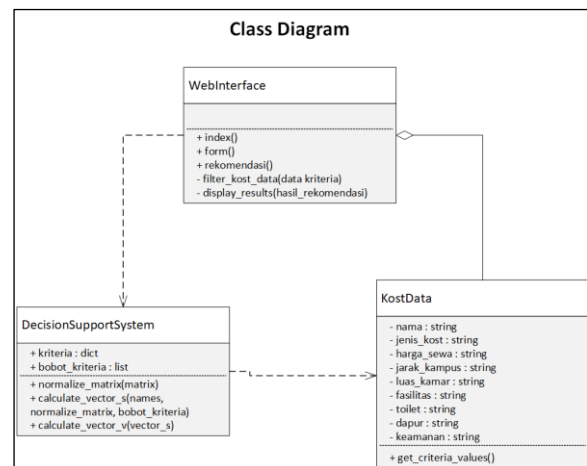 Class Diagram
WebInterface
+ index()
+ form()
+ rekomendasi()
- filter_kost_data(data kriteria)
- display_results(hasil_rekomendasi)
DecisionSupportSystem
+ kriteria : dict
+ bobot_kriteria : list
+ normalize_matrix(matrix)
+ calculate_vector_s(names,
normalize_matrix, bobot_kriteria)
+ calculate_vector_v(vector_s)
KostData
- nama : string
- jenis_kost : string
- harga_sewa : string
- jarak_kampus : string
- luas_kamar : string
- fasilitas : string
- toilet : string
- dapur : string
- keamanan : string
+ get_criteria_values()